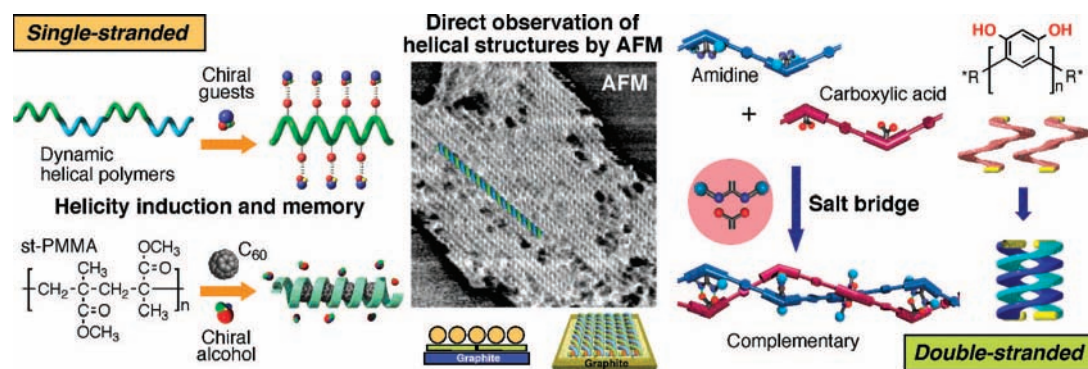 Single-stranded
Chiral
guests
Dynamic
helical polymers
Helicity induction and memory
st-PMMA
C60
OCH3
CH3
O
CH2
C
CH2
C
n
C
O
CH3
OCH3
Chiral
alcohol
Direct observation of
helical structures by AFM
AFM
Graphite
Graphite
Amidine
+
Carboxylic acid
Salt bridge
Complementary
HO
OH
*R
R*
n
Double-stranded